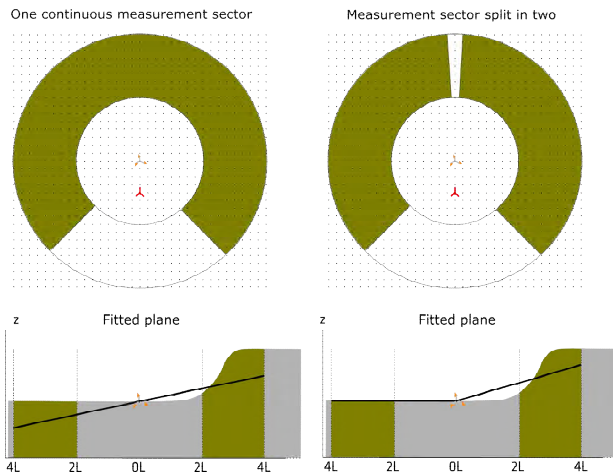 One continuous measurement sector
Measurement sector split in two
z Fitted plane
z Fitted plane
4L 2L 0L 2L 4L
4L 2L 0L 2L 4L